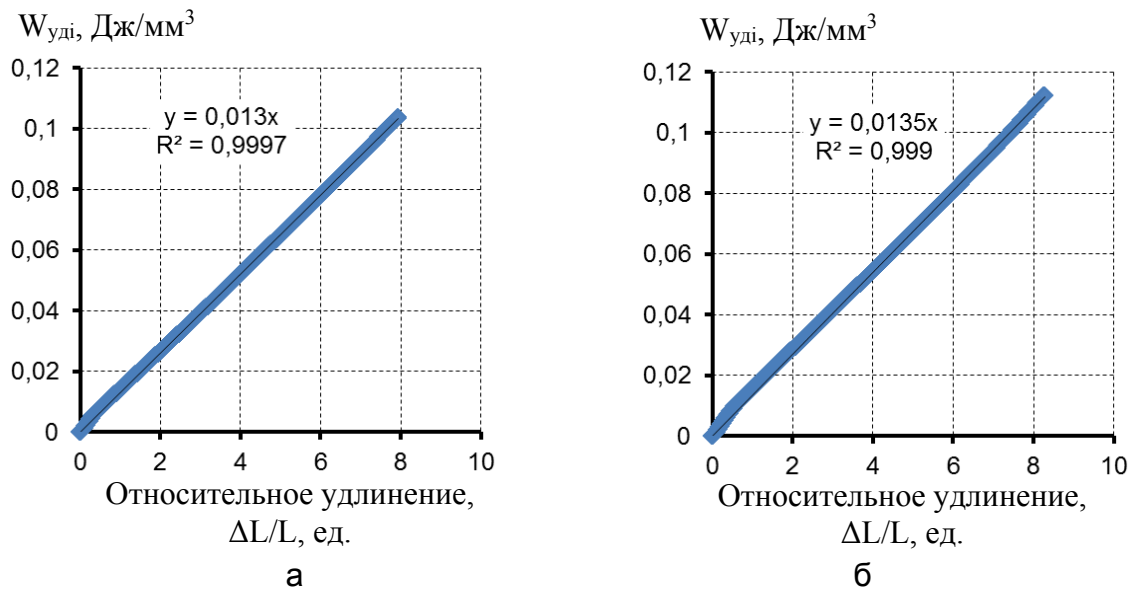 W_удi, Дж/мм³
0,12
y = 0,013x
R² = 0,9997
0,1
0,08
0,06
0,04
0,02
0
0 2 4 6 8 10
Относительное удлинение,
ΔL/L, ед.
а
W_удi, Дж/мм³
0,12
y = 0,0135x
R² = 0,999
0,1
0,08
0,06
0,04
0,02
0
0 2 4 6 8 10
Относительное удлинение,
ΔL/L, ед.
б